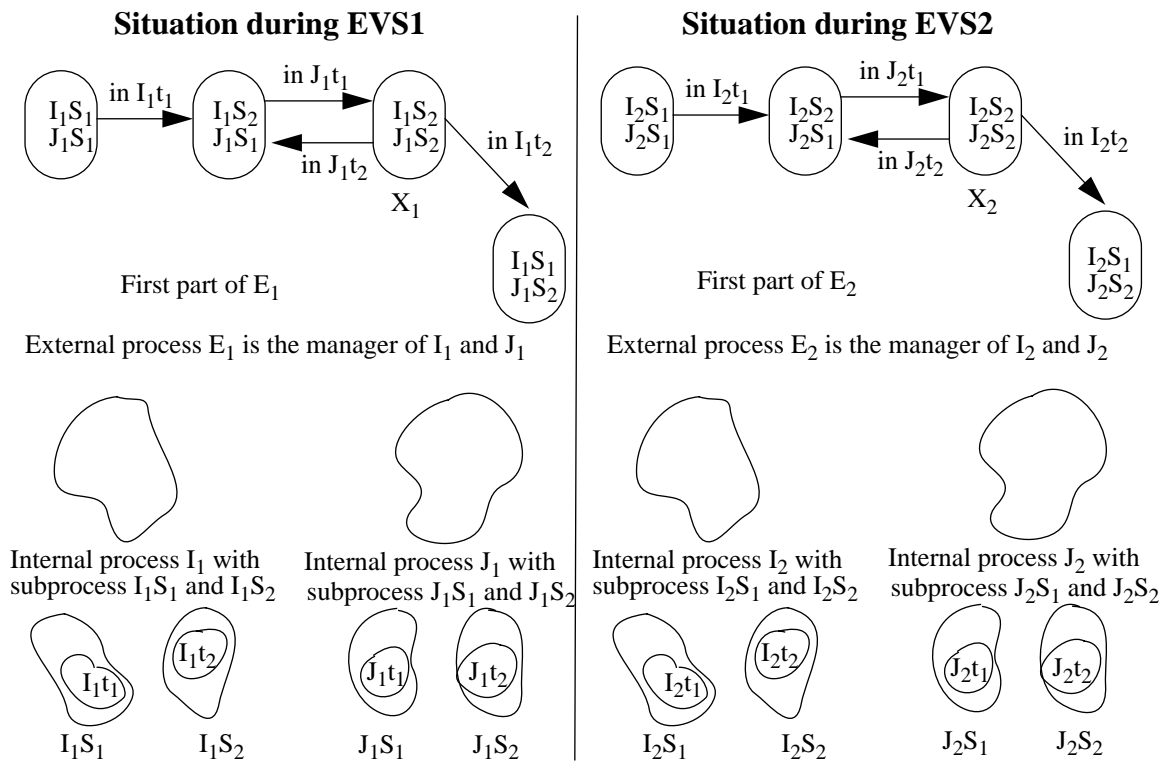 Situation during EVS1
in I₁t₁
in J₁t₁
I₁S₁
J₁S₁
I₁S₂
J₁S₁
I₁S₂
J₁S₂
in J₁t₂
in I₁t₂
X₁
I₁S₁
J₁S₂
First part of E₁
External process E₁ is the manager of I₁ and J₁
Internal process I₁ with
subprocess I₁S₁ and I₁S₂
Internal process J₁ with
subprocess J₁S₁ and J₁S₂
I₁t₁
I₁t₂
J₁t₁
J₁t₂
I₁S₁
I₁S₂
J₁S₁
J₁S₂
Situation during EVS2
in I₂t₁
in J₂t₁
I₂S₁
J₂S₁
I₂S₂
J₂S₁
I₂S₂
J₂S₂
in J₂t₂
in I₂t₂
X₂
I₂S₁
J₂S₂
First part of E₂
External process E₂ is the manager of I₂ and J₂
Internal process I₂ with
subprocess I₂S₁ and I₂S₂
Internal process J₂ with
subprocess J₂S₁ and J₂S₂
I₂t₁
I₂t₂
J₂t₁
J₂t₂
I₂S₁
I₂S₂
J₂S₁
J₂S₂